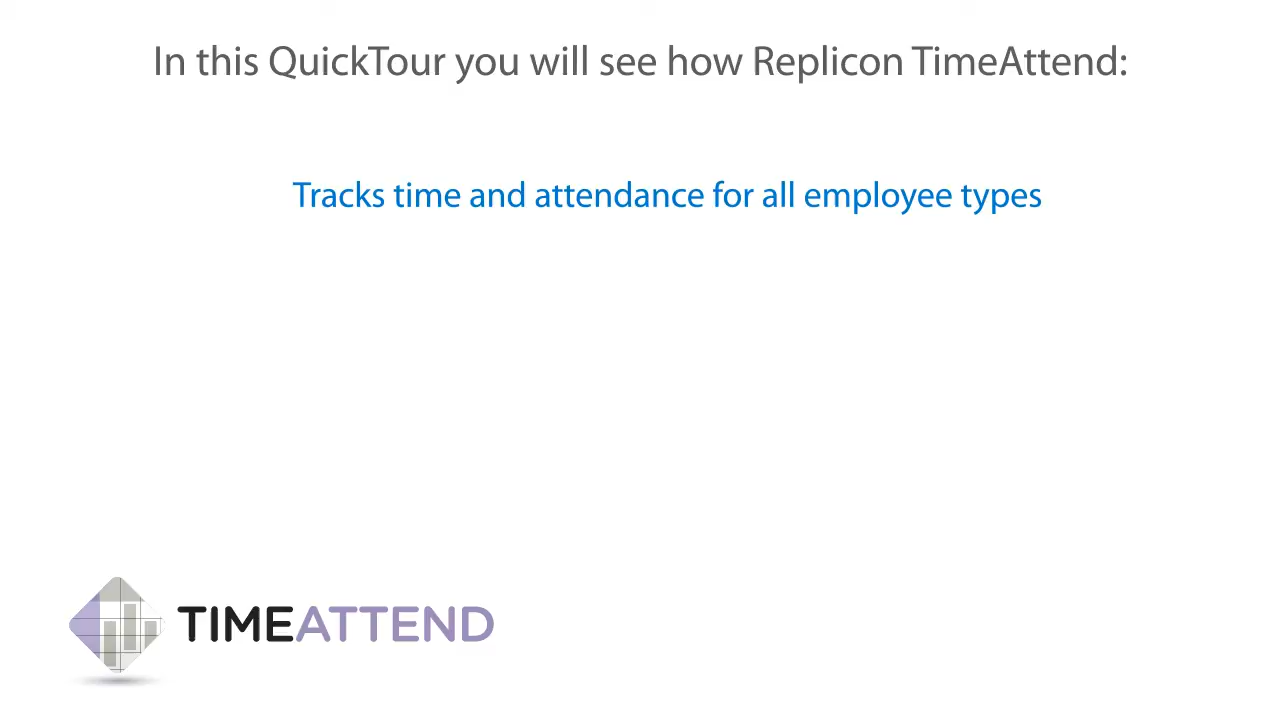 In this QuickTour you will see how Replicon TimeAttend:
Tracks time and attendance for all employee types
TIMEATTEND